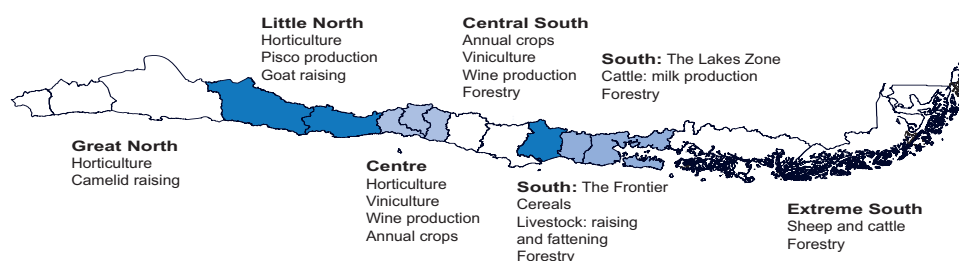 Little North
Horticulture
Pisco production
Goat raising
Central South
Annual crops
Viniculture
Wine production
Forestry
South: The Lakes Zone
Cattle: milk production
Forestry
Great North
Horticulture
Camelid raising
Centre
Horticulture
Viniculture
Wine production
Annual crops
South: The Frontier
Cereals
Livestock: raising
and fattening
Forestry
Extreme South
Sheep and cattle
Forestry